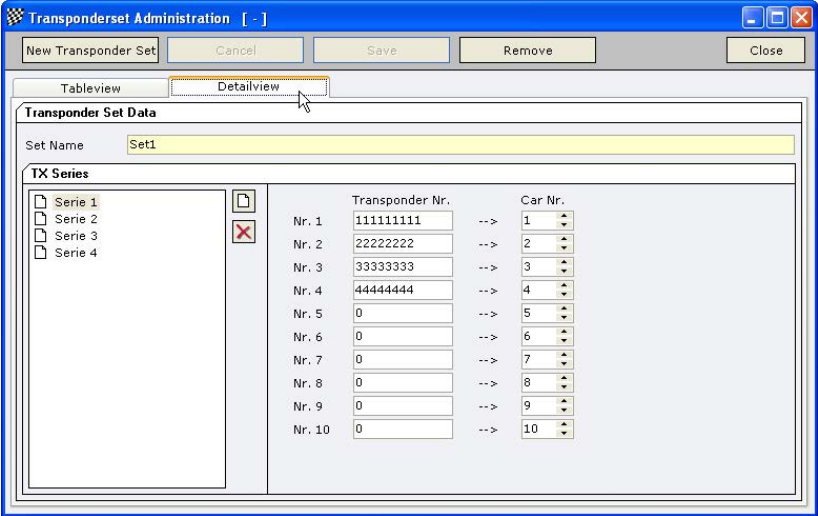 Transponderset Administration [ - ]
New Transponder Set Cancel Save Remove Close
Tableview Detailview
Transponder Set Data
Set Name Set1
TX Series
Serie 1
Serie 2
Serie 3
Serie 4
Transponder Nr. Car Nr.
Nr. 1 111111111 --> 1
Nr. 2 22222222 --> 2
Nr. 3 33333333 --> 3
Nr. 4 44444444 --> 4
Nr. 5 0 --> 5
Nr. 6 0 --> 6
Nr. 7 0 --> 7
Nr. 8 0 --> 8
Nr. 9 0 --> 9
Nr. 10 0 --> 10